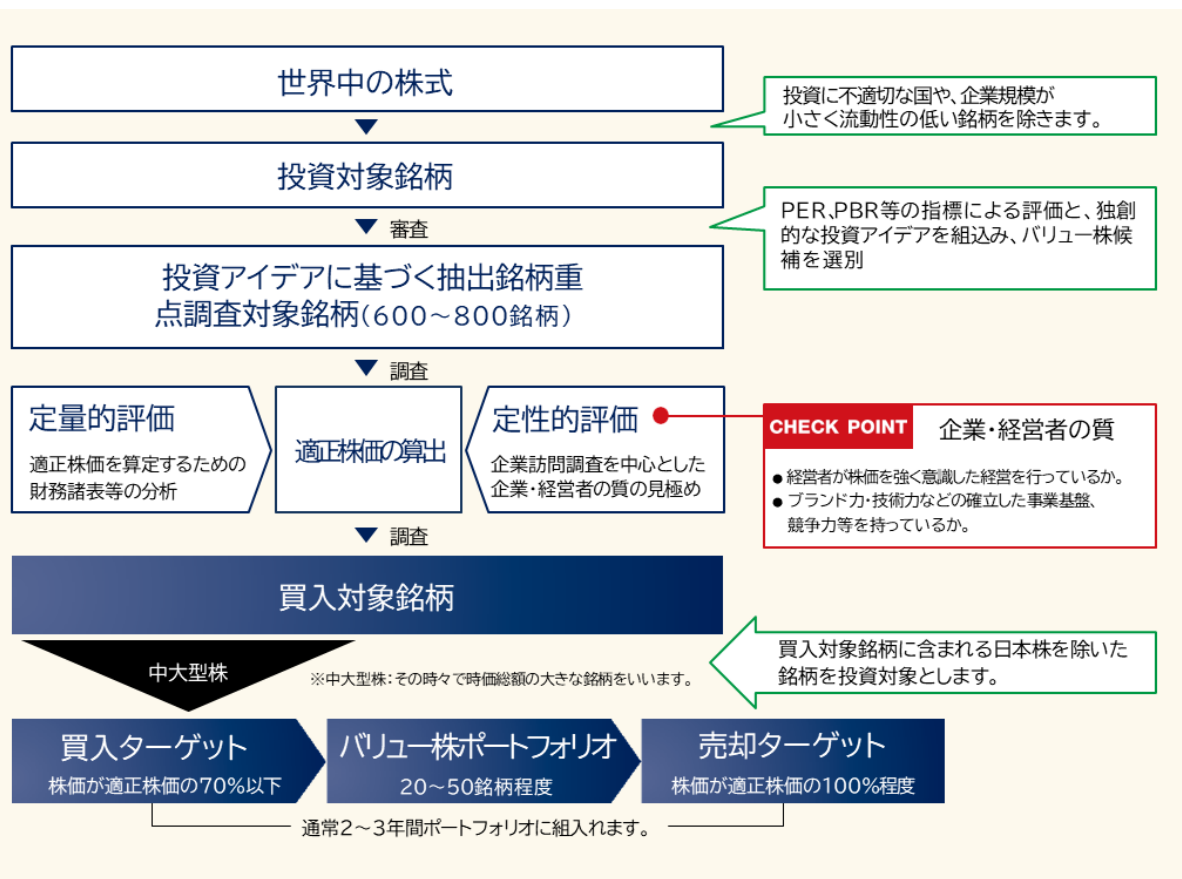 世界中の株式
投資に不適切な国や、企業規模が
小さく流動性の低い銘柄を除きます。
投資対象銘柄
審査
PER、PBR等の指標による評価と、独創
的な投資アイデアを組込み、バリュー株候
補を選別
投資アイデアに基づく抽出銘柄重
点調査対象銘柄(600〜800銘柄)
調査
定量的評価
適正株価を算定するための
財務諸表等の分析
適正株価の算出
定性的評価
企業訪問調査を中心とした
企業・経営者の質の見極め
CHECK POINT 企業・経営者の質
● 経営者が株価を強く意識した経営を行っているか。
● ブランド力・技術力などの確立した事業基盤、
競争力等を持っているか。
調査
買入対象銘柄
買入対象銘柄に含まれる日本株を除いた
銘柄を投資対象とします。
中大型株
※中大型株：その時々で時価総額の大きな銘柄をいいます。
買入ターゲット
株価が適正株価の70%以下
バリュー株ポートフォリオ
20〜50銘柄程度
売却ターゲット
株価が適正株価の100%程度
通常2〜3年間ポートフォリオに組入れます。